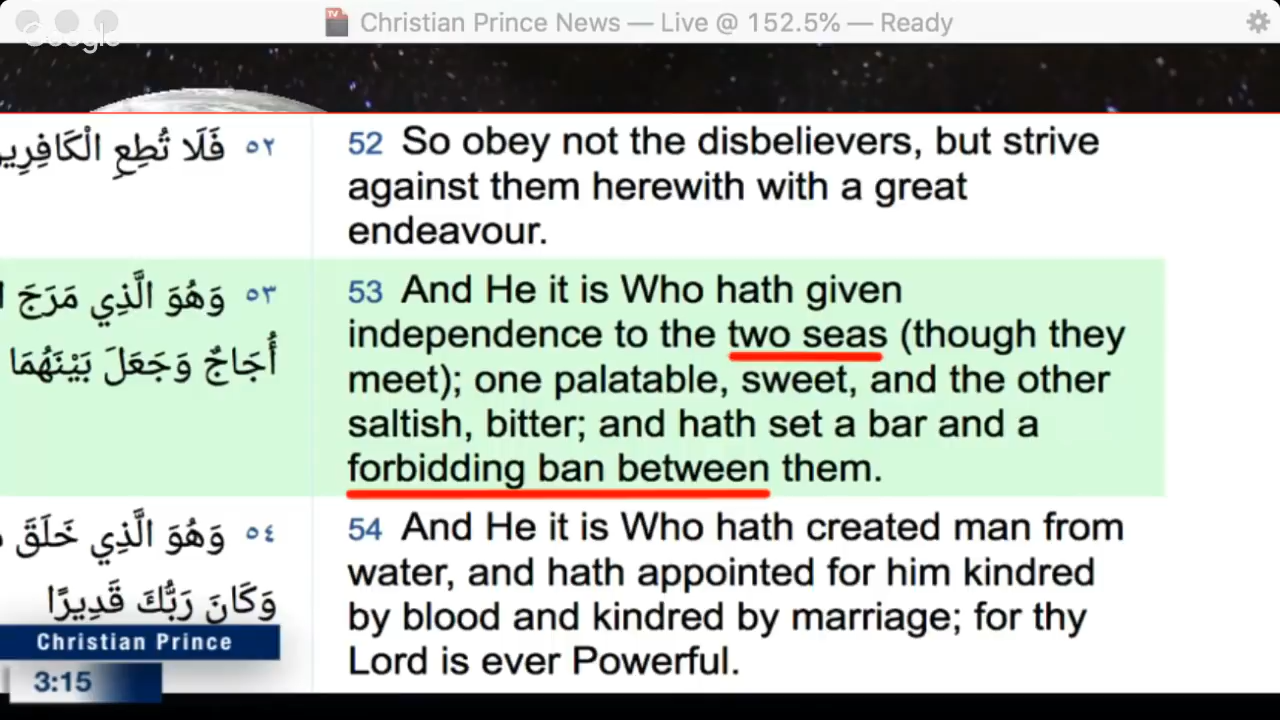 Christian Prince News — Live @ 152.5% — Ready
Google
٥٢ فَلَا تُطِعِ
52 So obey not the disbelievers, but strive
against them herewith with a great
endeavour.
٥٣ وَهُوَ الَّذِي مَرَجَ
أُجَاجٌ وَجَعَلَ بَيْنَهُمَا
53 And He it is Who hath given
independence to the two seas (though they
meet); one palatable, sweet, and the other
saltish, bitter; and hath set a bar and a
forbidding ban between them.
٥٤ وَهُوَ الَّذِي خَلَقَ
وَكَانَ رَبُّكَ قَدِيرًا
54 And He it is Who hath created man from
water, and hath appointed for him kindred
by blood and kindred by marriage; for thy
Lord is ever Powerful.
Christian Prince
3:15